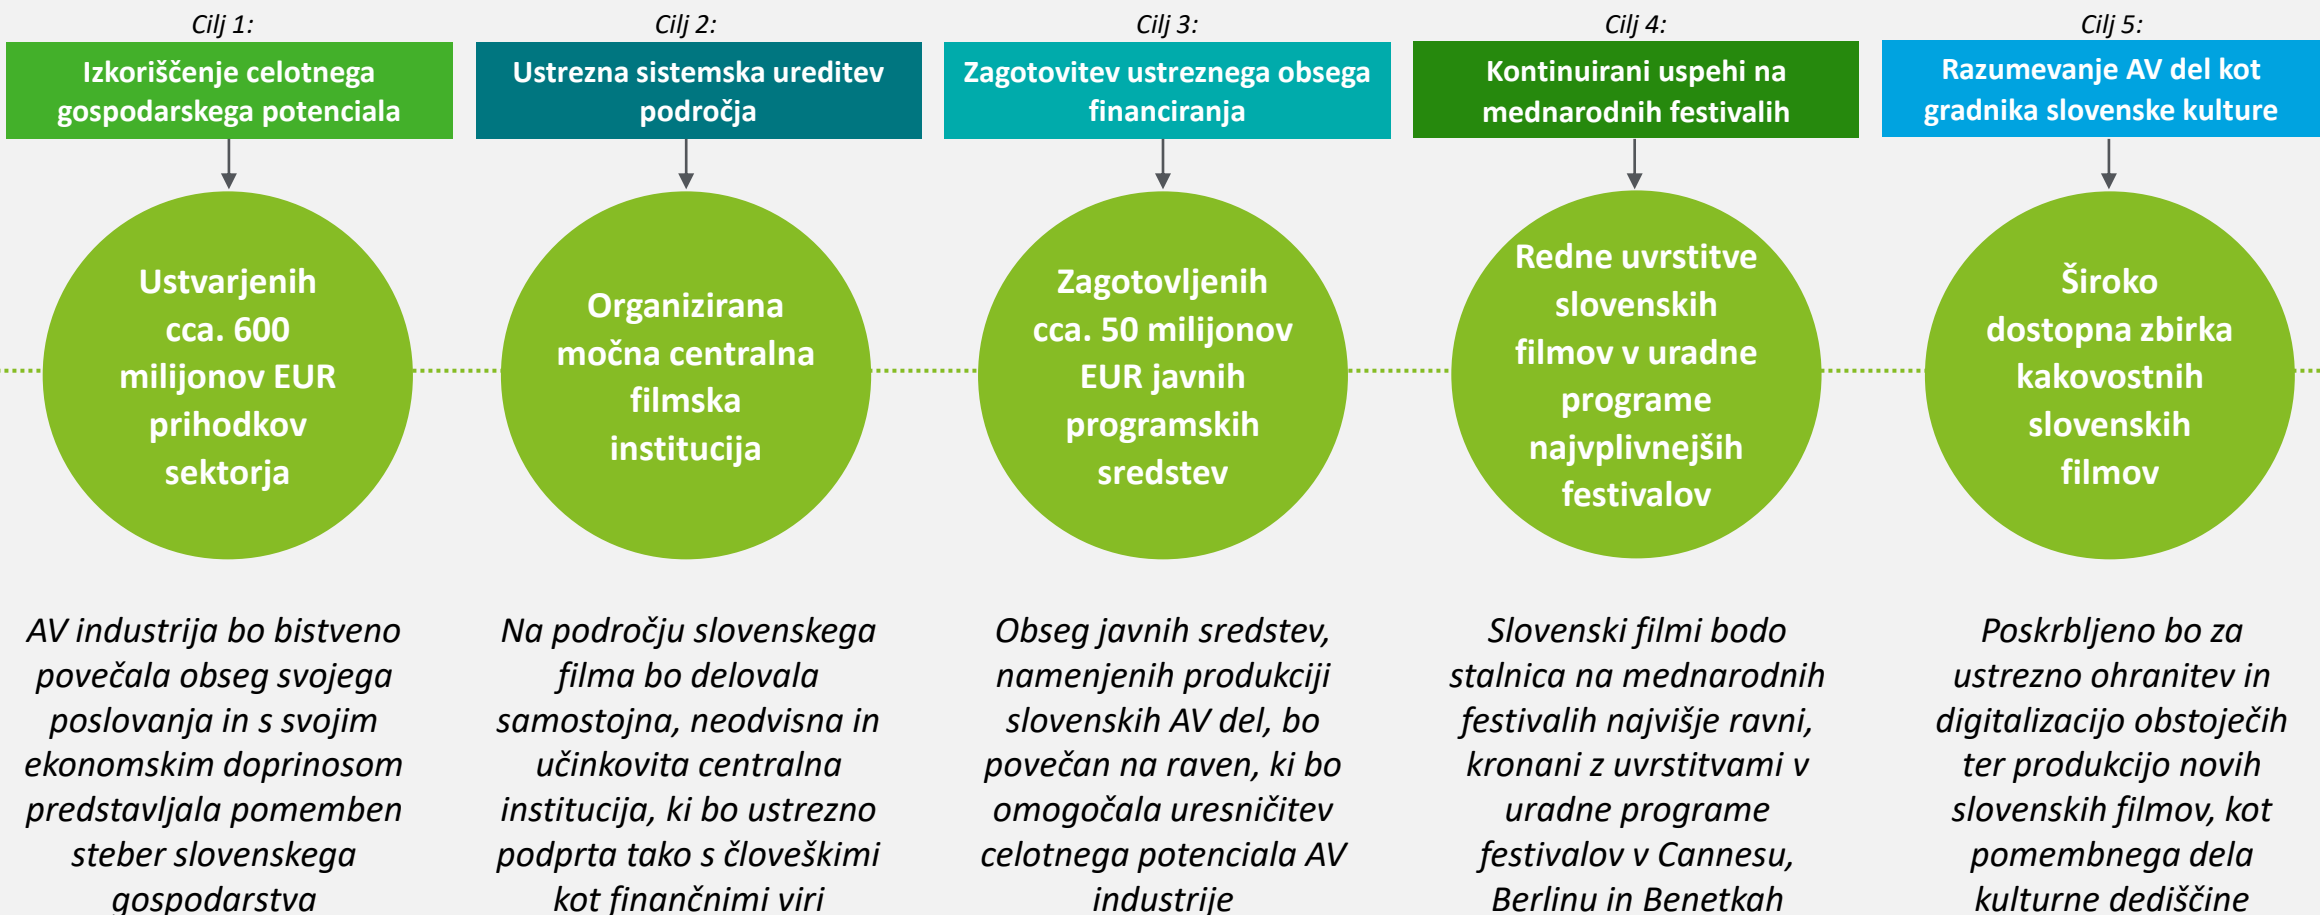 Cilj 1:
Izkoriščenje celotnega
gospodarskega potenciala
Ustvarjenih
cca. 600
milijonov EUR
prihodkov
sektorja
AV industrija bo bistveno
povečala obseg svojega
poslovanja in s svojim
ekonomskim doprinosom
predstavljala pomemben
steber slovenskega
gospodarstva
Cilj 2:
Ustrezna sistemska ureditev
področja
Organizirana
močna centralna
filmska
institucija
Na področju slovenskega
filma bo delovala
samostojna, neodvisna in
učinkovita centralna
institucija, ki bo ustrezno
podprta tako s človeškimi
kot finančnimi viri
Cilj 3:
Zagotovitev ustreznega obsega
financiranja
Zagotovljenih
cca. 50 milijonov
EUR javnih
programskih
sredstev
Obseg javnih sredstev,
namenjenih produkciji
slovenskih AV del, bo
povečan na raven, ki bo
omogočala uresničitev
celotnega potenciala AV
industrije
Cilj 4:
Kontinuirani uspehi na
mednarodnih festivalih
Redne uvrstitve
slovenskih
filmov v uradne
programe
najvplivnejših
festivalov
Slovenski filmi bodo
stalnica na mednarodnih
festivalih najvišje ravni,
kronani z uvrstitvami v
uradne programe
festivalov v Cannesu,
Berlinu in Benetkah
Cilj 5:
Razumevanje AV del kot
gradnika slovenske kulture
Široko
dostopna zbirka
kakovostnih
slovenskih
filmov
Poskrbljeno bo za
ustrezno ohranitev in
digitalizacijo obstoječih
ter produkcijo novih
slovenskih filmov, kot
pomembnega dela
kulturne dediščine